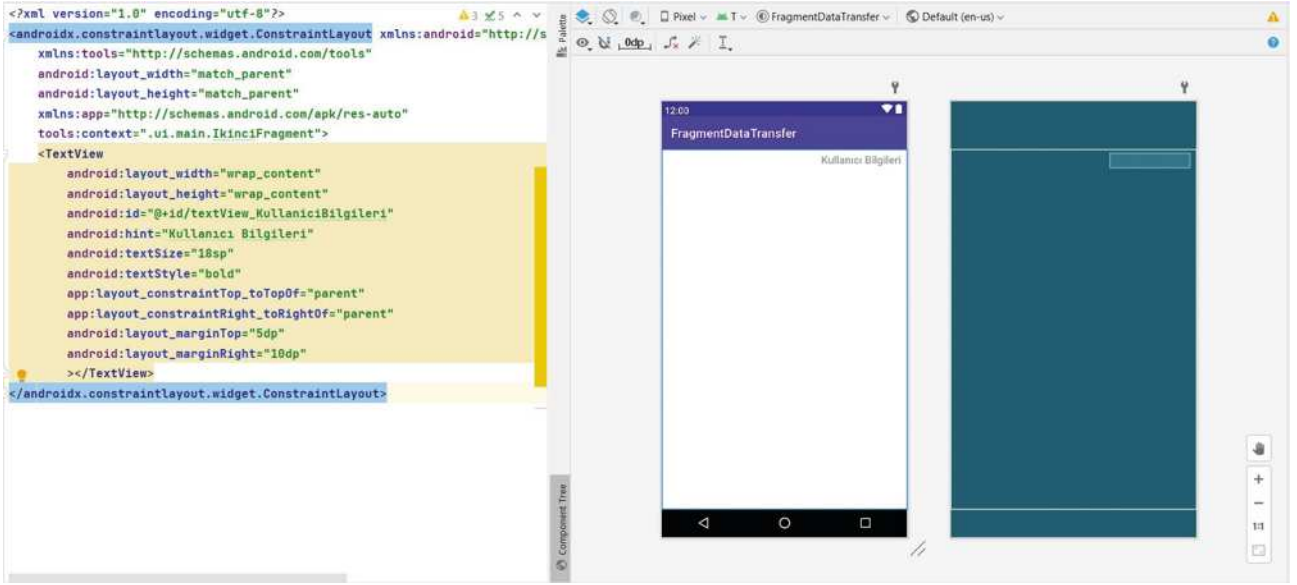 <?xml version="1.0" encoding="utf-8"?>
3 5
<androidx.constraintlayout.widget.ConstraintLayout xmlns:android="http://s
xmlns:tools="http://schemas.android.com/tools"
android:layout_width="match_parent"
android:layout_height="match_parent"
xmlns:app="http://schemas.android.com/apk/res-auto"
tools:context=".ui.main.IkinciFragment">
<TextView
android:layout_width="wrap_content"
android:layout_height="wrap_content"
android:id="@+id/textView_KullaniciBilgileri"
android:hint="Kullanıcı Bilgileri"
android:textSize="18sp"
android:textStyle="bold"
app:layout_constraintTop_toTopOf="parent"
app:layout_constraintRight_toRightOf="parent"
android:layout_marginTop="5dp"
android:layout_marginRight="10dp"
></TextView>
</androidx.constraintlayout.widget.ConstraintLayout>
Palette
Component Tree
Pixel T FragmentDataTransfer Default (en-us)
0dp
12:00
FragmentDataTransfer
Kullanıcı Bilgileri
1:1